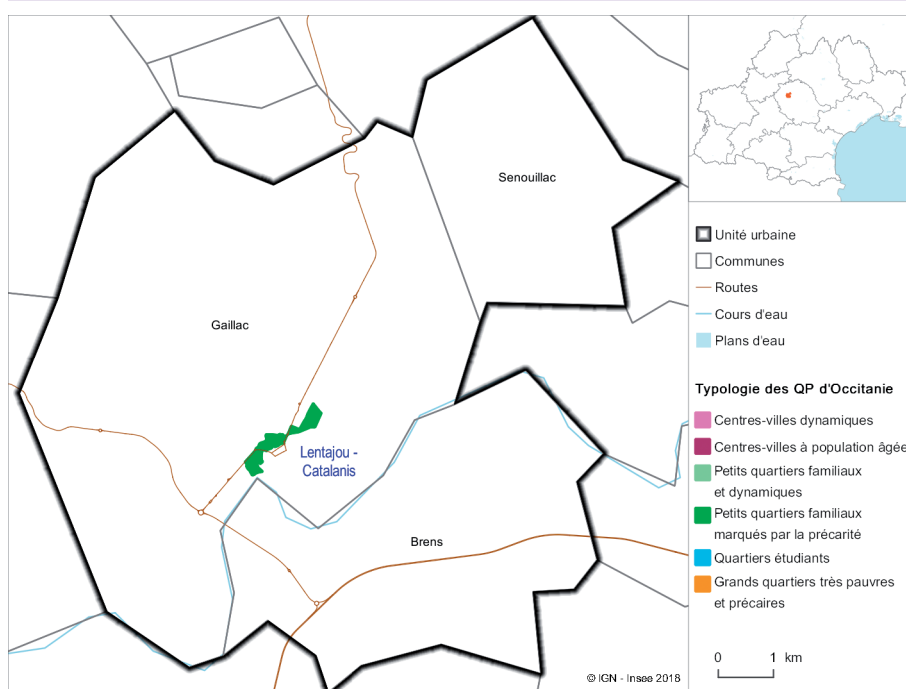 Senouillac
Gaillac
Lentajou -
Catalanis
Brens
© IGN - Insee 2018
Unité urbaine
Communes
Routes
Cours d'eau
Plans d'eau
Typologie des QP d'Occitanie
Centres-villes dynamiques
Centres-villes à population âgée
Petits quartiers familiaux
et dynamiques
Petits quartiers familiaux
marqués par la précarité
Quartiers étudiants
Grands quartiers très pauvres
et précaires
0 1 km